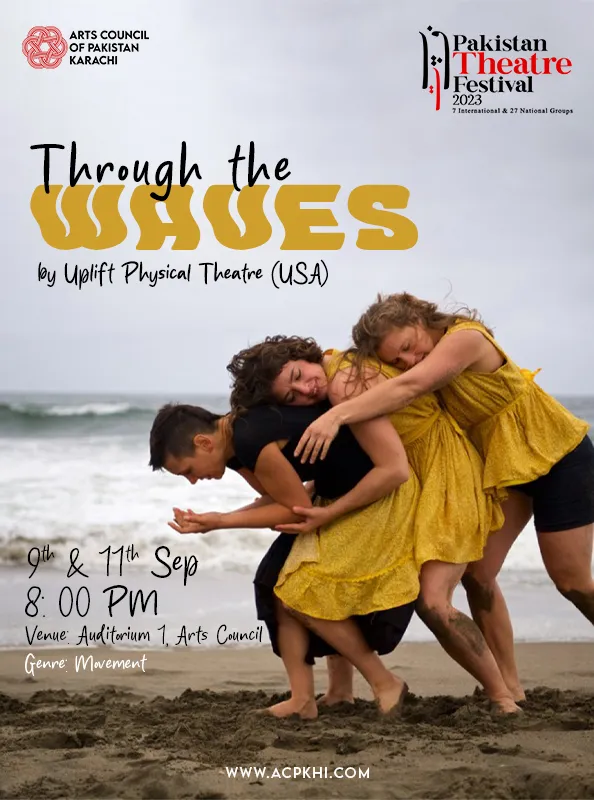 ARTS COUNCIL
OF PAKISTAN
KARACHI
Pakistan
Theatre
Festival
2023
7 International & 27 National Groups
Through the
WAVES
by Uplift Physical Theatre (USA)
9th & 11th Sep
8: 00 PM
Venue: Auditorium 1, Arts Council
Genre: Movement
WWW.ACPKHI.COM